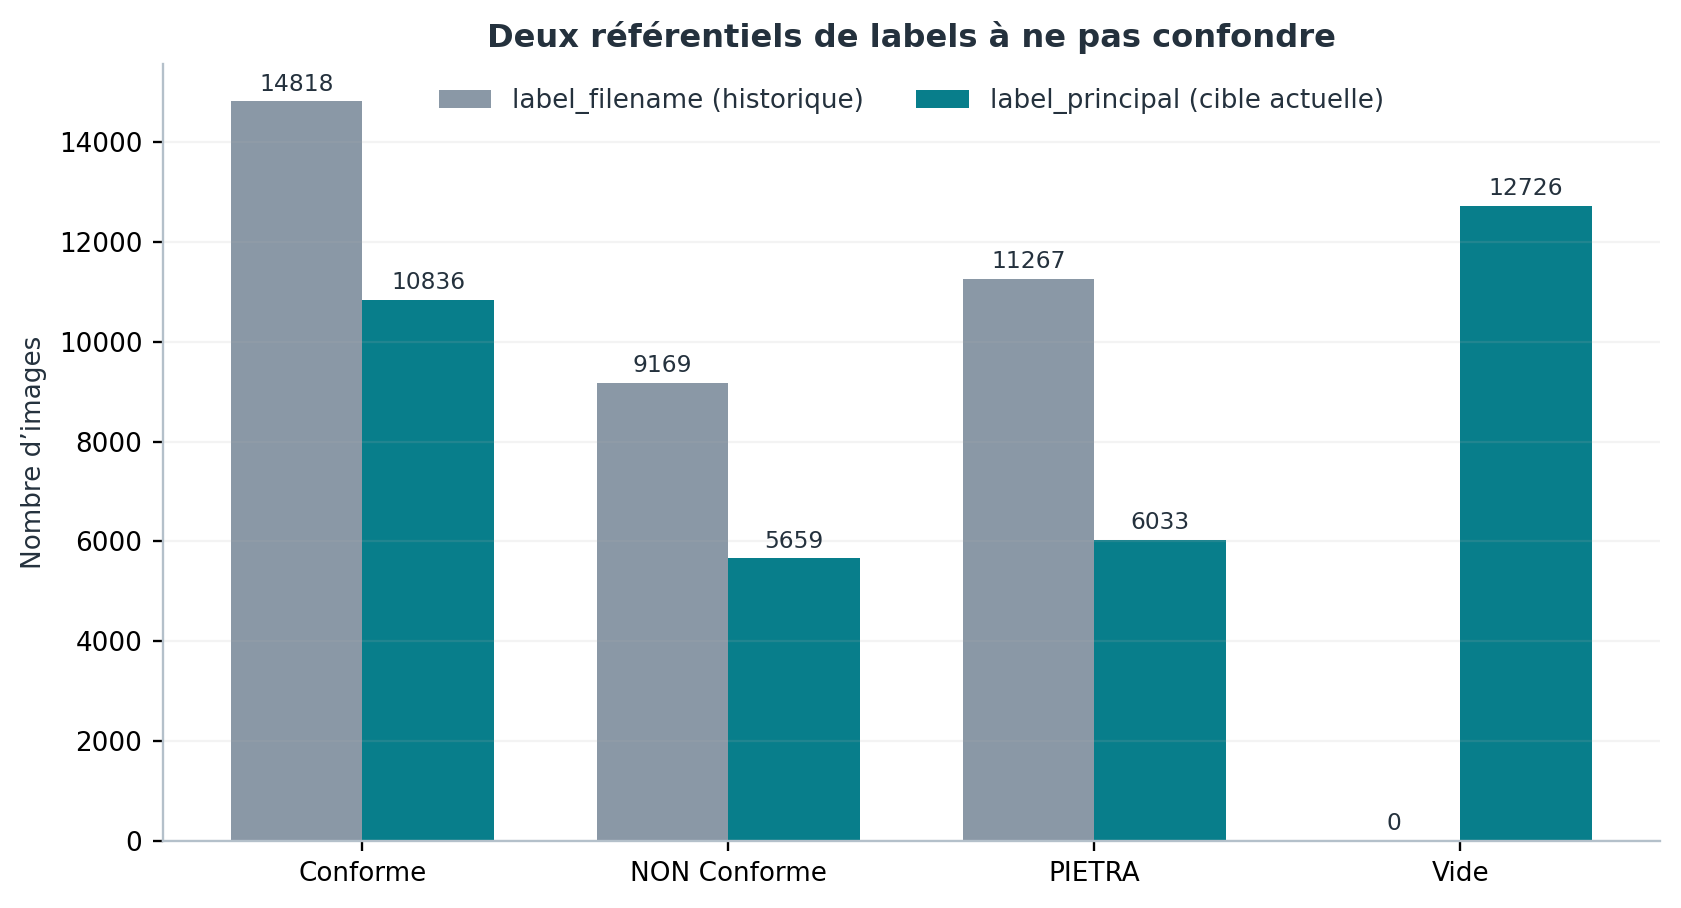 Deux référentiels de labels à ne pas confondre
label_filename (historique)
label_principal (cible actuelle)
Nombre d’images
14000
12000
10000
8000
6000
4000
2000
0
14818
10836
9169
5659
11267
6033
0
12726
Conforme
NON Conforme
PIETRA
Vide